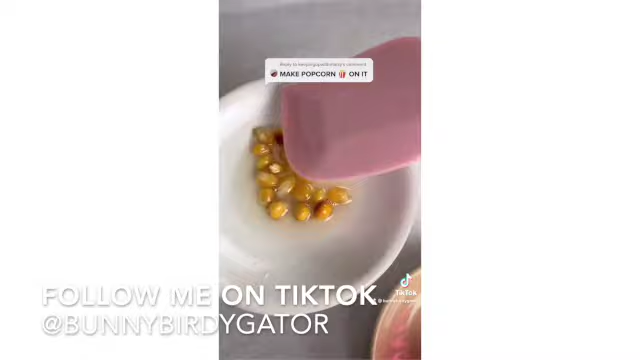 MAKE POPCORN 🍿 ON IT
TikTok
FOLLOW ME ON TIKTOK
@BUNNYBIRDYGATOR